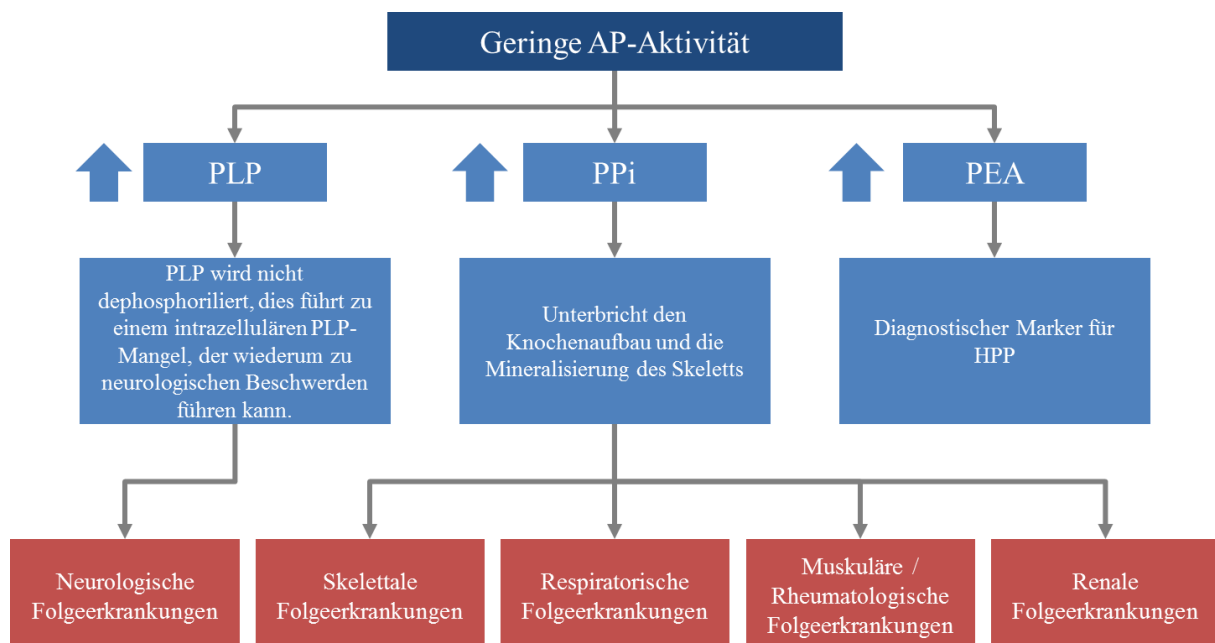 Geringe AP-Aktivität
PLP
PPi
PEA
PLP wird nicht
dephosphoriliert, dies führt zu
einem intrazellulären PLP-
Mangel, der wiederum zu
neurologischen Beschwerden
führen kann.
Unterbricht den
Knochenaufbau und die
Mineralisierung des Skeletts
Diagnostischer Marker für
HPP
Neurologische
Folgeerkrankungen
Skelettale
Folgeerkrankungen
Respiratorische
Folgeerkrankungen
Muskuläre /
Rheumatologische
Folgeerkrankungen
Renale
Folgeerkrankungen